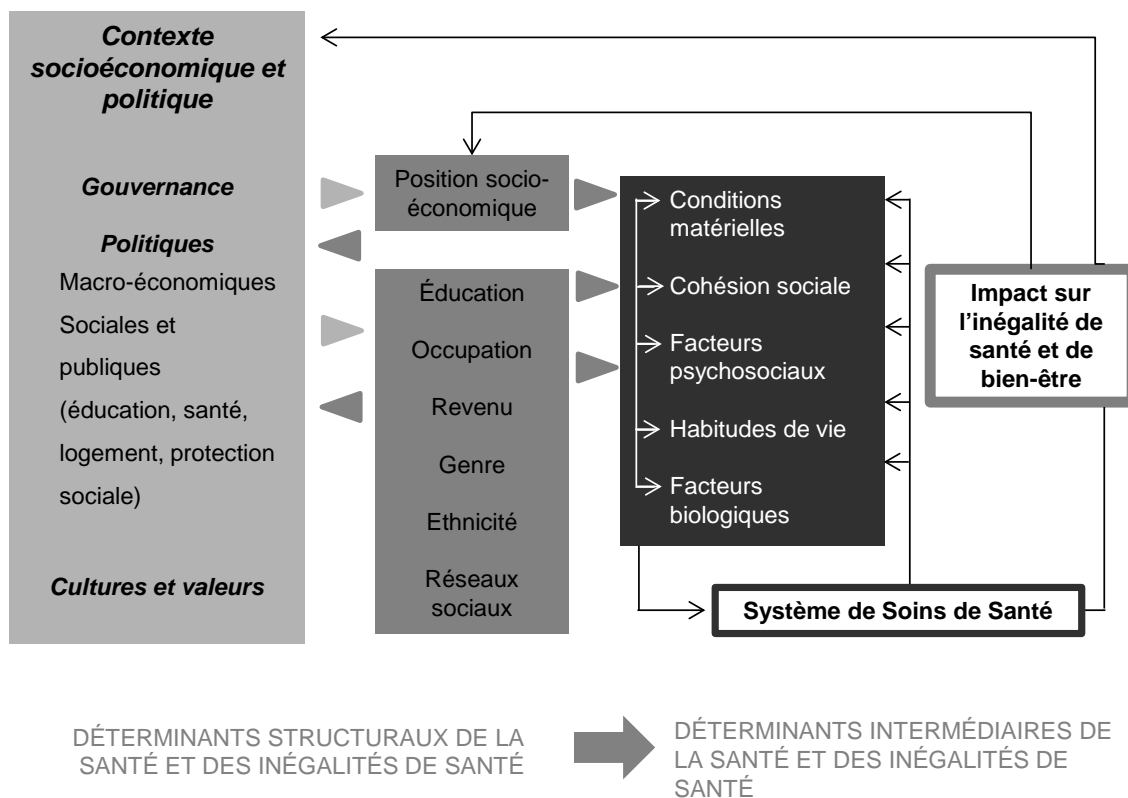 Contexte
socioéconomique et
politique
Gouvernance
Politiques
Macro-économiques
Sociales et
publiques
(éducation, santé,
logement, protection
sociale)
Cultures et valeurs
Position socio-
économique
Éducation
Occupation
Revenu
Genre
Ethnicité
Réseaux
sociaux
Conditions
matérielles
Cohésion sociale
Facteurs
psychosociaux
Habitudes de vie
Facteurs
biologiques
Impact sur
l'inégalité de
santé et de
bien-être
Système de Soins de Santé
DÉTERMINANTS STRUCTURAUX DE LA
SANTÉ ET DES INÉGALITÉS DE SANTÉ
DÉTERMINANTS INTERMÉDIAIRES DE
LA SANTÉ ET DES INÉGALITÉS DE
SANTÉ